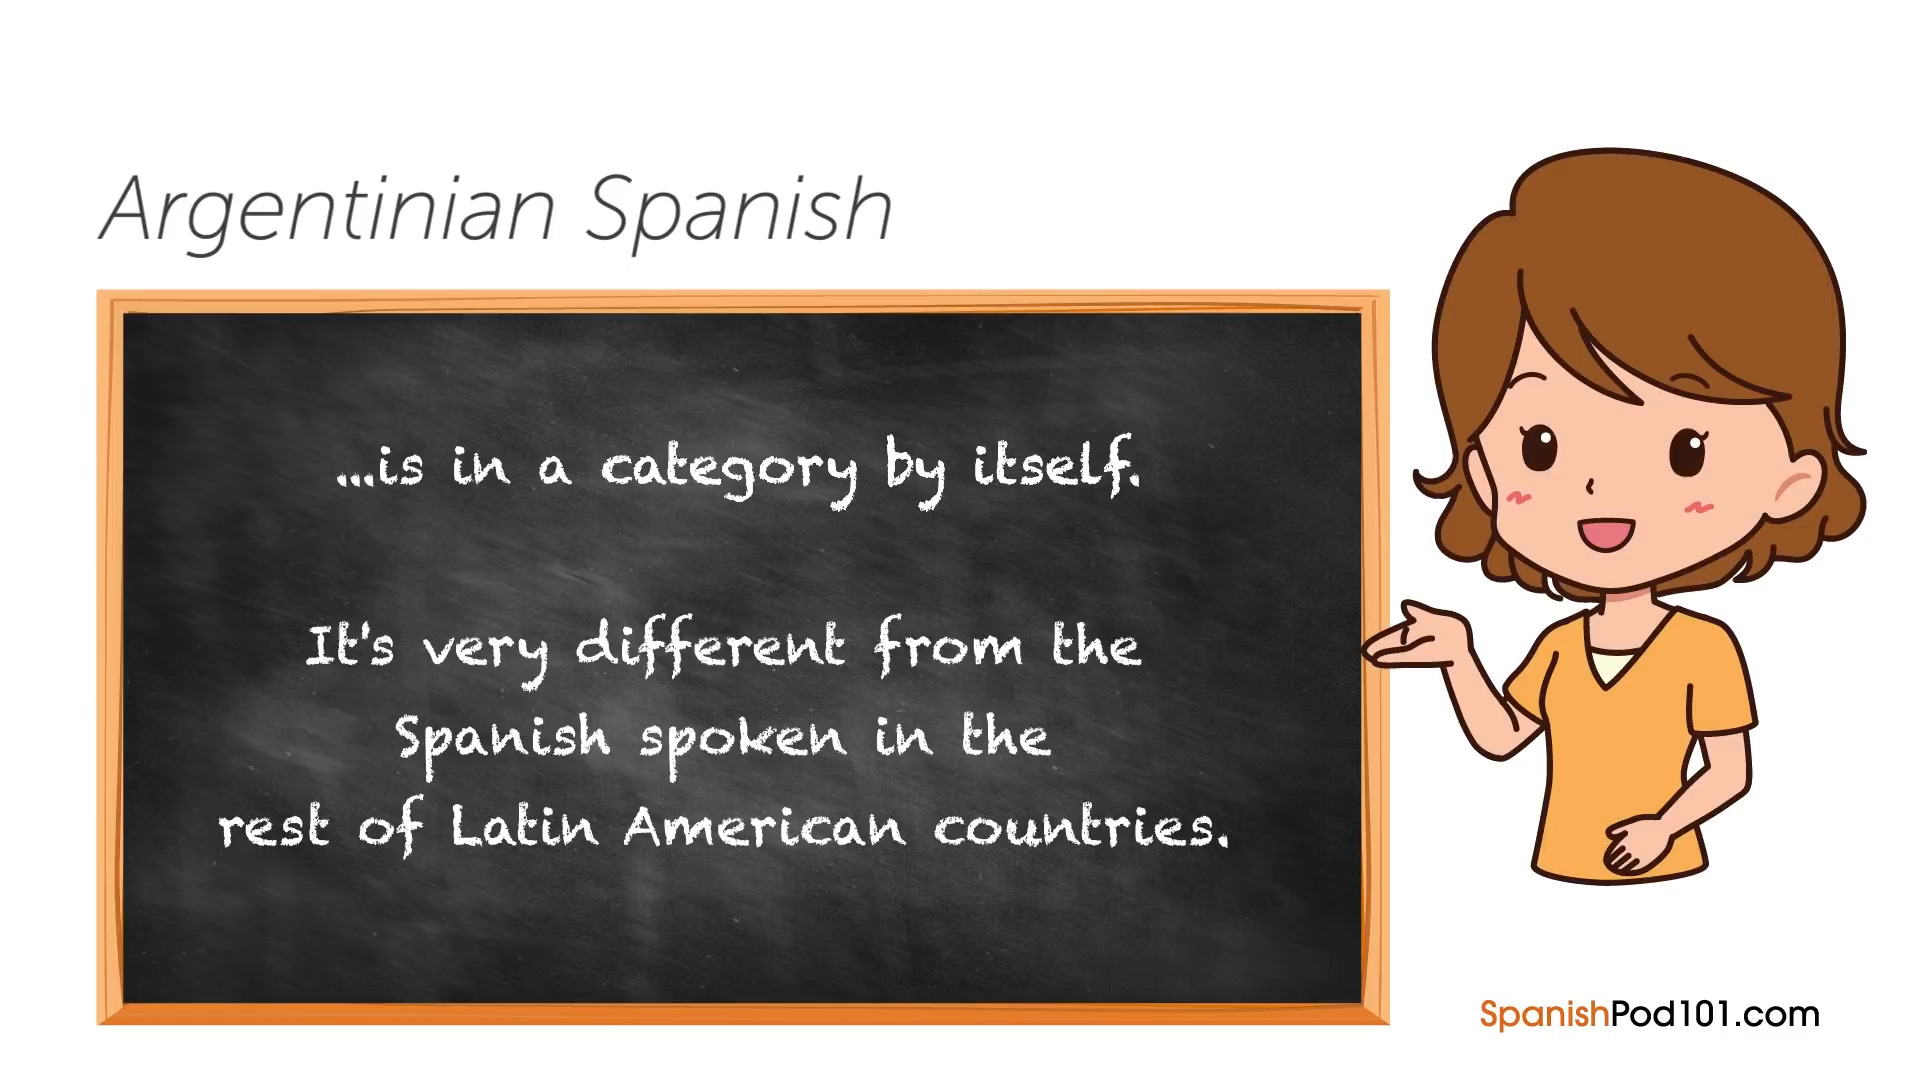 Argentinian Spanish
...is in a category by itself.
It's very different from the
Spanish spoken in the
rest of Latin American countries.
SpanishPod101.com